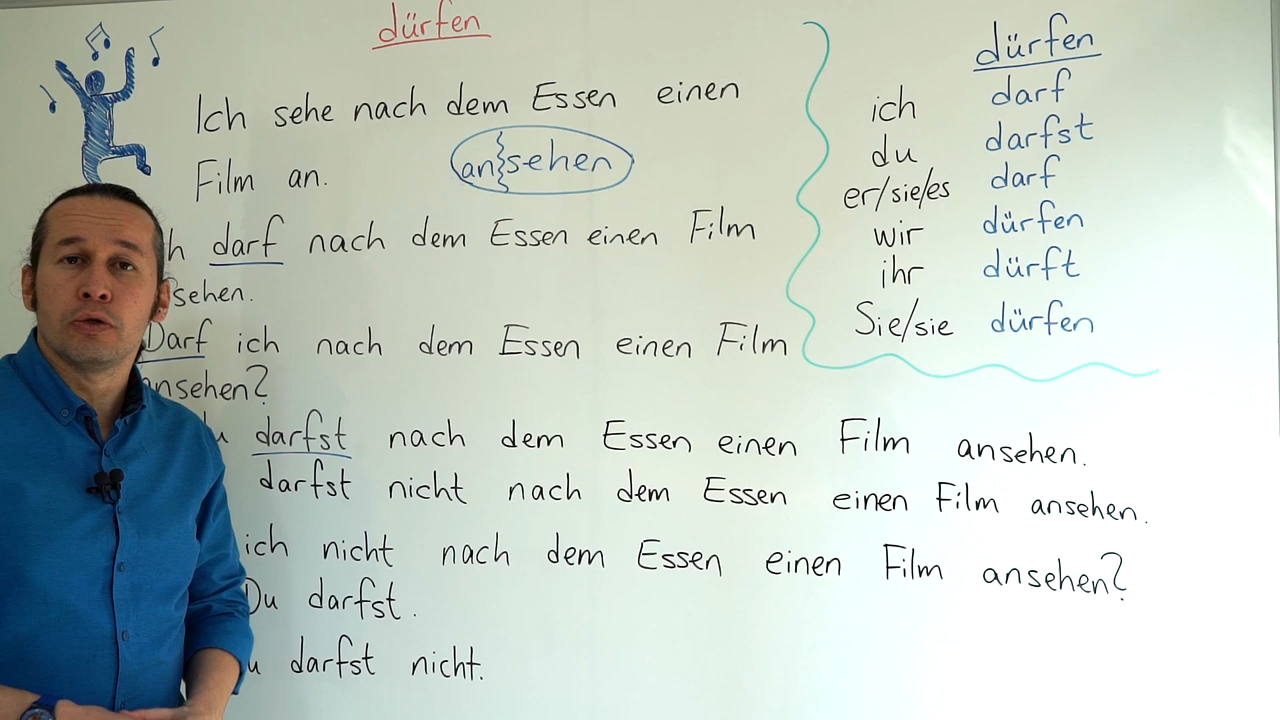 dürfen
Ich sehe nach dem Essen einen
Film an.
an sehen
h darf nach dem Essen einen Film
sehen.
Darf ich nach dem Essen einen Film
ansehen?
u darfst nach dem Essen einen Film ansehen.
darfst nicht nach dem Essen einen Film ansehen.
ich nicht nach dem Essen einen Film ansehen?
Du darfst.
u darfst nicht.
dürfen
ich darf
du darfst
er/sie/es darf
wir dürfen
ihr dürft
Sie/sie dürfen